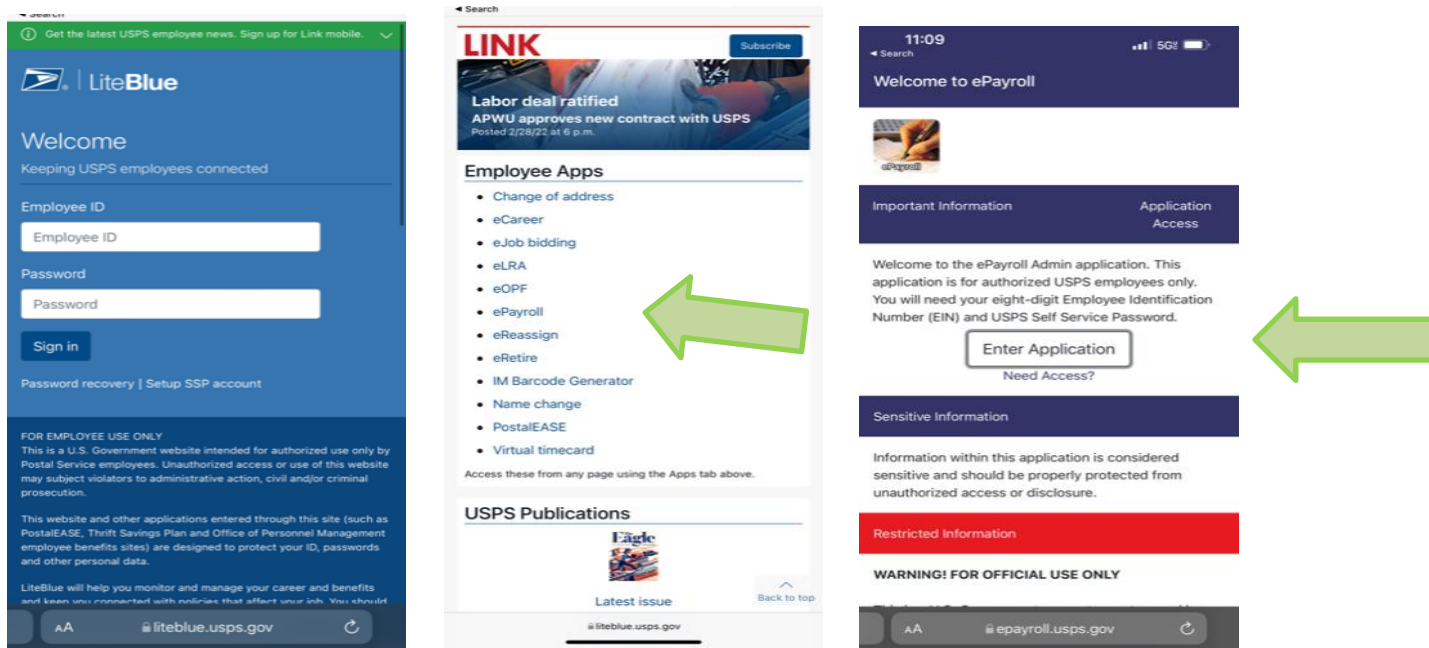 Search
Get the latest USPS employee news. Sign up for Link mobile.
LiteBlue
Welcome
Keeping USPS employees connected
Employee ID
Employee ID
Password
Password
Sign in
Password recovery | Setup SSP account
FOR EMPLOYEE USE ONLY
This is a U.S. Government website intended for authorized use only by
Postal Service employees. Unauthorized access or use of this website
may subject violators to administrative action, civil and/or criminal
prosecution.
This website and other applications entered through this site (such as
PostalEASE, Thrift Savings Plan and Office of Personnel Management
employee benefits sites) are designed to protect your ID, passwords
and other personal data.
LiteBlue will help you monitor and manage your career and benefits
and keep you connected with policies that affect your job. You should
AA liteblue.usps.gov
Search
LINK
Subscribe
Labor deal ratified
APWU approves new contract with USPS
Posted 2/28/22 at 6 p.m.
Employee Apps
• Change of address
• eCareer
• eJob bidding
• eLRA
• eOPF
• ePayroll
• eReassign
• eRetire
• IM Barcode Generator
• Name change
• PostalEASE
• Virtual timecard
Access these from any page using the Apps tab above.
USPS Publications
Eagle
Latest issue
Back to top
liteblue.usps.gov
11:09
Search
Welcome to ePayroll
ePayroll
Important Information
Application
Access
Welcome to the ePayroll Admin application. This
application is for authorized USPS employees only.
You will need your eight-digit Employee Identification
Number (EIN) and USPS Self Service Password.
Enter Application
Need Access?
Sensitive Information
Information within this application is considered
sensitive and should be properly protected from
unauthorized access or disclosure.
Restricted Information
WARNING! FOR OFFICIAL USE ONLY
AA epayroll.usps.gov